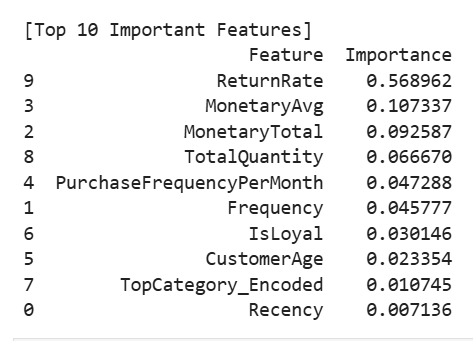 [Top 10 Important Features]
Feature Importance
9 ReturnRate 0.568962
3 MonetaryAvg 0.107337
2 MonetaryTotal 0.092587
8 TotalQuantity 0.066670
4 PurchaseFrequencyPerMonth 0.047288
1 Frequency 0.045777
6 IsLoyal 0.030146
5 CustomerAge 0.023354
7 TopCategory_Encoded 0.010745
0 Recency 0.007136